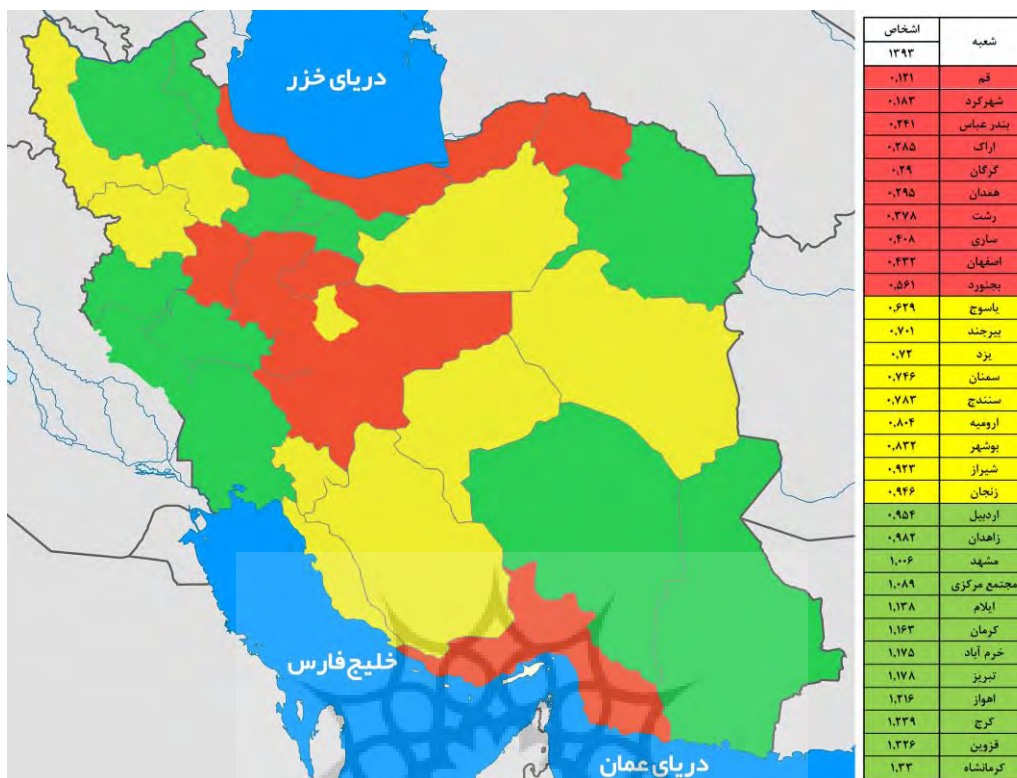 دریای خزر
خلیج فارس
دریای عمان
شعبه اشخاص
۱۳۹۳
قم ۰,۱۲۱
شهرکرد ۰,۱۸۳
بندر عباس ۰,۲۴۱
اراک ۰,۲۸۵
گرگان ۰,۲۹
همدان ۰,۲۹۵
رشت ۰,۳۷۸
ساری ۰,۴۰۸
اصفهان ۰,۴۳۲
بجنورد ۰,۵۶۱
یاسوج ۰,۶۲۹
بیرجند ۰,۷۰۱
یزد ۰,۷۲
سمنان ۰,۷۴۶
سنندج ۰,۷۸۳
ارومیه ۰,۸۰۴
بوشهر ۰,۸۳۲
شیراز ۰,۹۲۳
زنجان ۰,۹۴۶
اردبیل ۰,۹۵۴
زاهدان ۰,۹۸۲
مشهد ۱,۰۰۶
مجتمع مرکزی ۱,۰۸۹
ایلام ۱,۱۳۸
کرمان ۱,۱۶۳
خرم آباد ۱,۱۷۵
تبریز ۱,۱۷۸
اهواز ۱,۲۱۶
کرج ۱,۲۳۹
قزوین ۱,۳۲۶
کرمانشاه ۱,۳۳